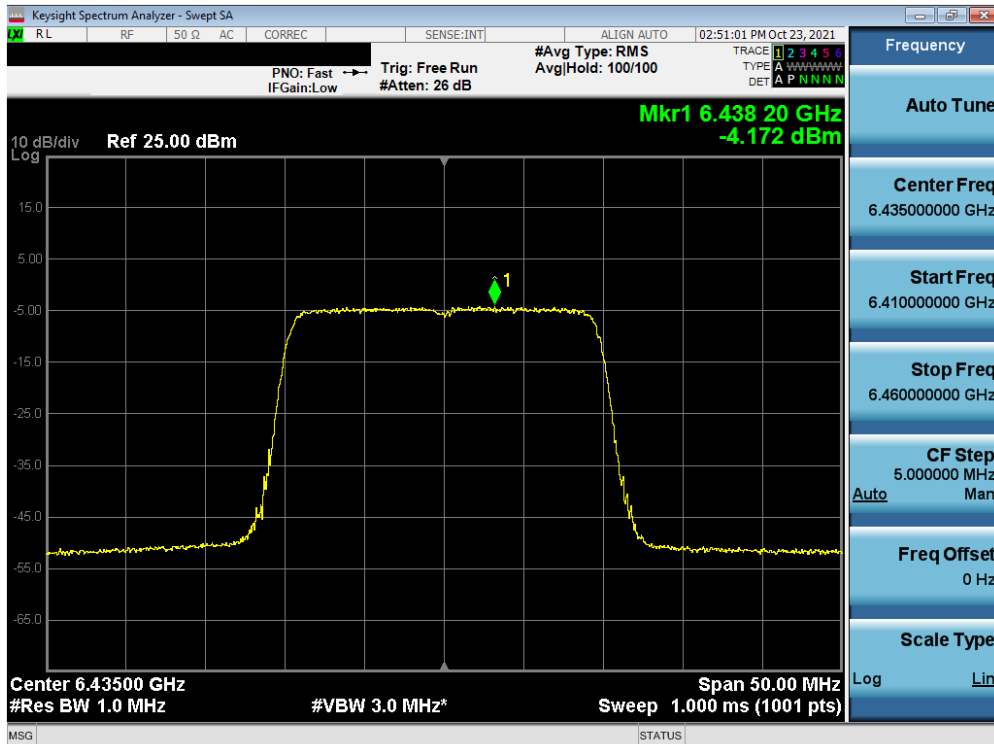 Keysight Spectrum Analyzer - Swept SA
LXI RL RF 50 Ω AC CORREC SENSE:INT ALIGN AUTO 02:51:01 PM Oct 23, 2021
PNO: Fast
IFGain:Low
Trig: Free Run
#Atten: 26 dB
#Avg Type: RMS
Avg|Hold: 100/100
TRACE 1 2 3 4 5 6
TYPE A WWWWW
DET A P N N N N
Mkr1 6.438 20 GHz
-4.172 dBm
10 dB/div Ref 25.00 dBm
Log
15.0
5.00
-5.00
-15.0
-25.0
-35.0
-45.0
-55.0
-65.0
1
Center 6.43500 GHz Span 50.00 MHz
#Res BW 1.0 MHz #VBW 3.0 MHz* Sweep 1.000 ms (1001 pts)
MSG STATUS
Frequency
Auto Tune
Center Freq
6.435000000 GHz
Start Freq
6.410000000 GHz
Stop Freq
6.460000000 GHz
CF Step
5.000000 MHz
Auto Man
Freq Offset
0 Hz
Scale Type
Log Lin